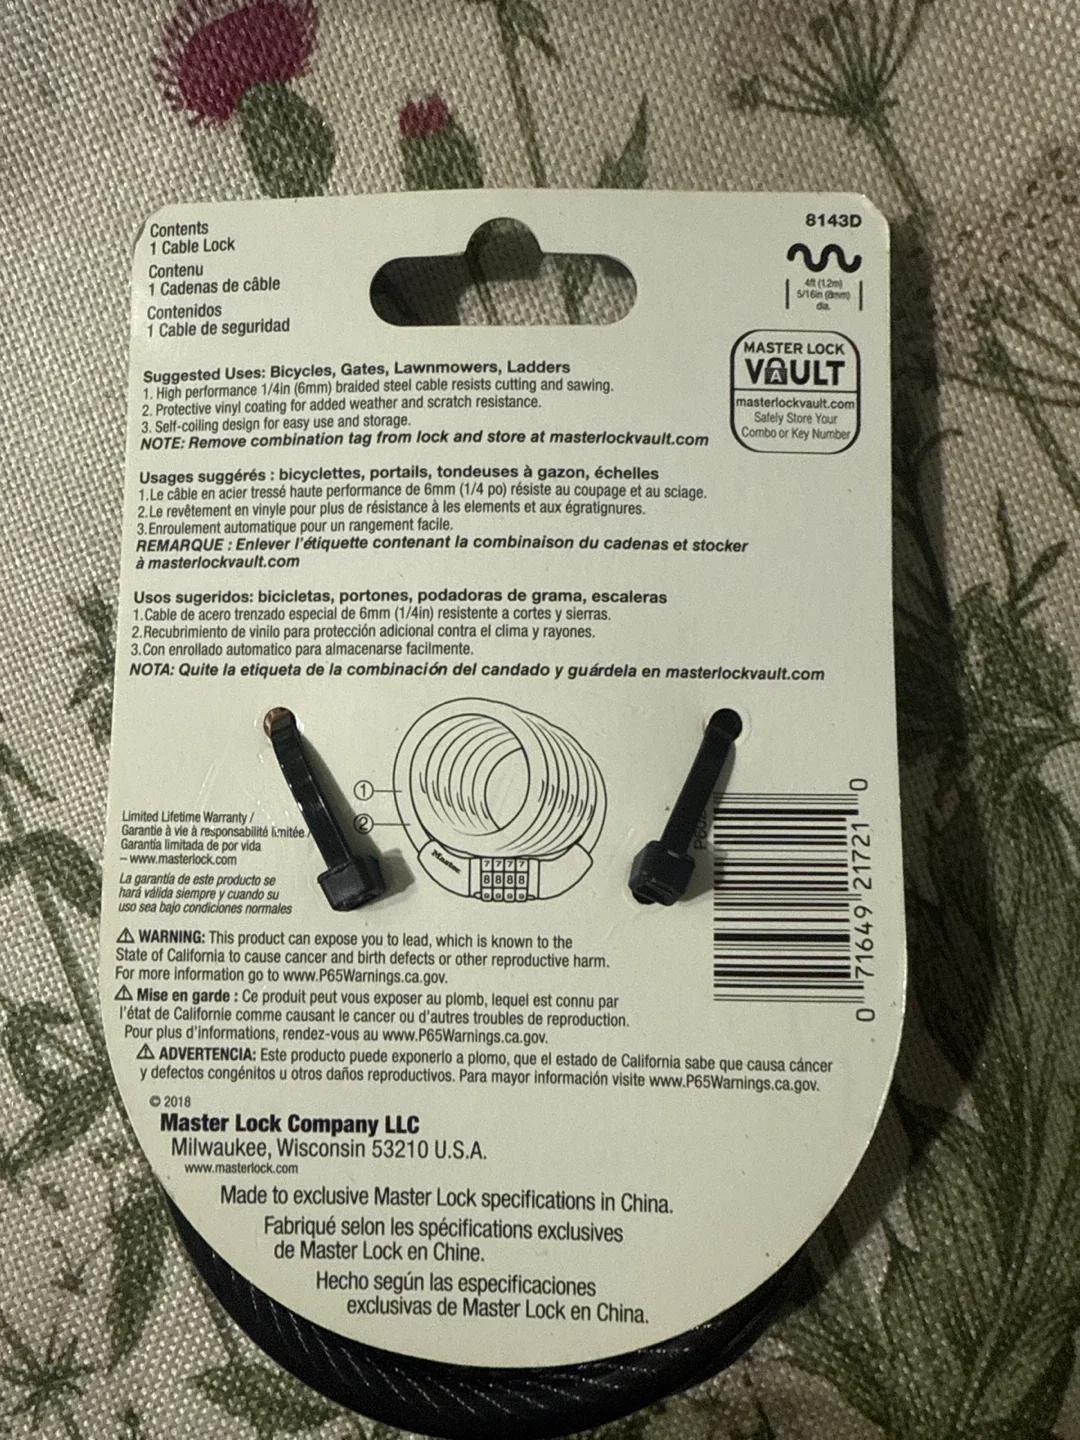 Contents
1 Cable Lock
Contenu
1 Cadenas de câble
Contenidos
1 Cable de seguridad
8143D
4ft (1.2m)
5/16in (8mm)
dia.
MASTER LOCK
VAULT
masterlockvault.com
Safely Store Your
Combo or Key Number
Suggested Uses: Bicycles, Gates, Lawnmowers, Ladders
1. High performance 1/4in (6mm) braided steel cable resists cutting and sawing.
2. Protective vinyl coating for added weather and scratch resistance.
3. Self-coiling design for easy use and storage.
NOTE: Remove combination tag from lock and store at masterlockvault.com
Usages suggérés : bicyclettes, portails, tondeuses à gazon, échelles
1.Le câble en acier tressé haute performance de 6mm (1/4 po) résiste au coupage et au sciage.
2.Le revêtement en vinyle pour plus de résistance à les elements et aux égratignures.
3.Enroulement automatique pour un rangement facile.
REMARQUE : Enlever l'étiquette contenant la combinaison du cadenas et stocker
à masterlockvault.com
Usos sugeridos: bicicletas, portones, podadoras de grama, escaleras
1.Cable de acero trenzado especial de 6mm (1/4in) resistente a cortes y sierras.
2.Recubrimiento de vinilo para protección adicional contra el clima y rayones.
3.Con enrollado automatico para almacenarse facilmente.
NOTA: Quite la etiqueta de la combinación del candado y guárdela en masterlockvault.com
1
2
Master
7 7 7 7
8 8 8 8
Limited Lifetime Warranty /
Garantie à vie à responsabilité limitée /
Garantía limitada de por vida
– www.masterlock.com
La garantía de este producto se
hará válida siempre y cuando su
uso sea bajo condiciones normales
0 71649 21721 0
⚠ WARNING: This product can expose you to lead, which is known to the
State of California to cause cancer and birth defects or other reproductive harm.
For more information go to www.P65Warnings.ca.gov.
⚠ Mise en garde : Ce produit peut vous exposer au plomb, lequel est connu par
l'état de Californie comme causant le cancer ou d'autres troubles de reproduction.
Pour plus d'informations, rendez-vous au www.P65Warnings.ca.gov.
⚠ ADVERTENCIA: Este producto puede exponerlo a plomo, que el estado de California sabe que causa cáncer
y defectos congénitos u otros daños reproductivos. Para mayor información visite www.P65Warnings.ca.gov.
© 2018
Master Lock Company LLC
Milwaukee, Wisconsin 53210 U.S.A.
www.masterlock.com
Made to exclusive Master Lock specifications in China.
Fabriqué selon les spécifications exclusives
de Master Lock en Chine.
Hecho según las especificaciones
exclusivas de Master Lock en China.